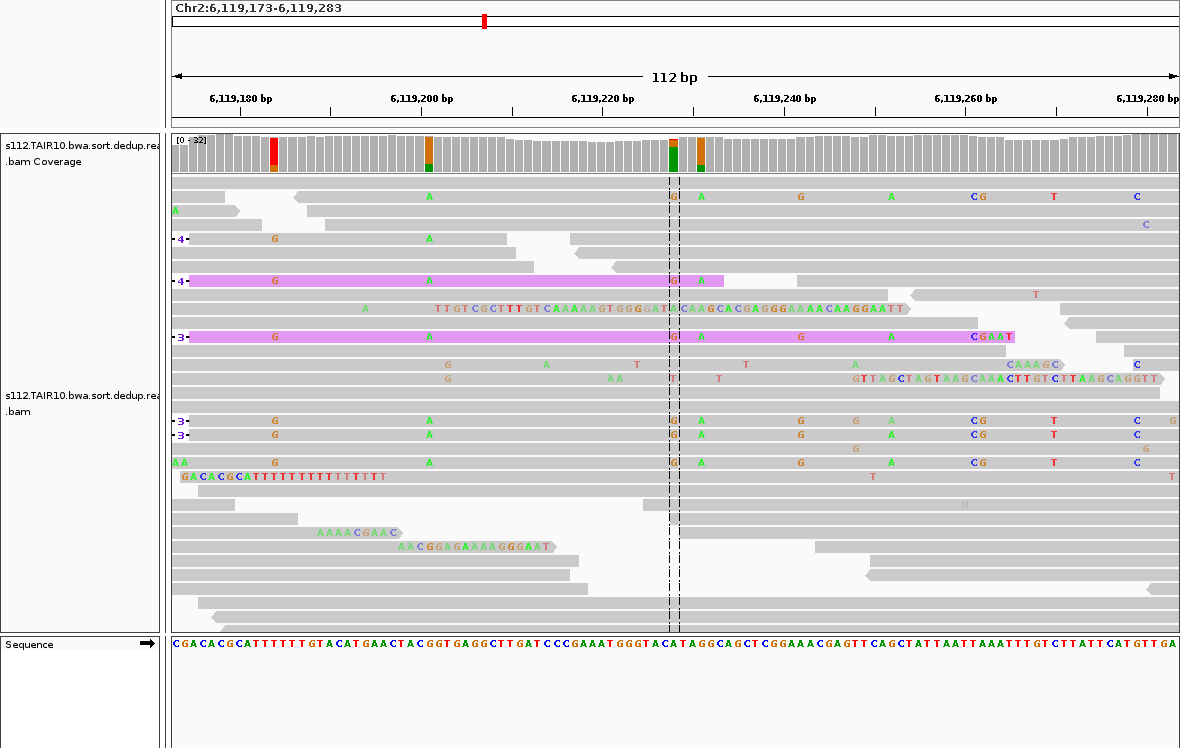 Chr2:6,119,173-6,119,283
112 bp
6,119,180 bp 6,119,200 bp 6,119,220 bp 6,119,240 bp 6,119,260 bp 6,119,280 bp
s112.TAIR10.bwa.sort.dedup.rea
.bam Coverage
[0 - 32]
G A G A G A CG T C
A
C
4 G A
4 G A G A
T
A TTGTCGCTTTGTCAAAAAGTGGGGATACAAGCACGAGGGAAAACAAGGAATT
3 G A G A G A CGAAT
G A T T A CAAAGC C
G AA T T GTTAGCTAGTAAGCAAACTTGTCTTAAGCAGGTT
s112.TAIR10.bwa.sort.dedup.rea
.bam
3 G A G A G G A CG T C G
3 G A G A G A CG T C
G G
AA G A G A G A CG T C
GACACGCATTTTTTTTTTTTTTT T T
AAAACGAAC
AACGGAGAAAAGGGAAT
Sequence
CGACACGCATTTTTTGTACATGAACTACGGTGAGGCTTGATCCCGAAATGGGTACATAGGCAGCTCGGAAACGAGTTCAGCTATTAATTAAATTTGTCTTATTCATGTTGA